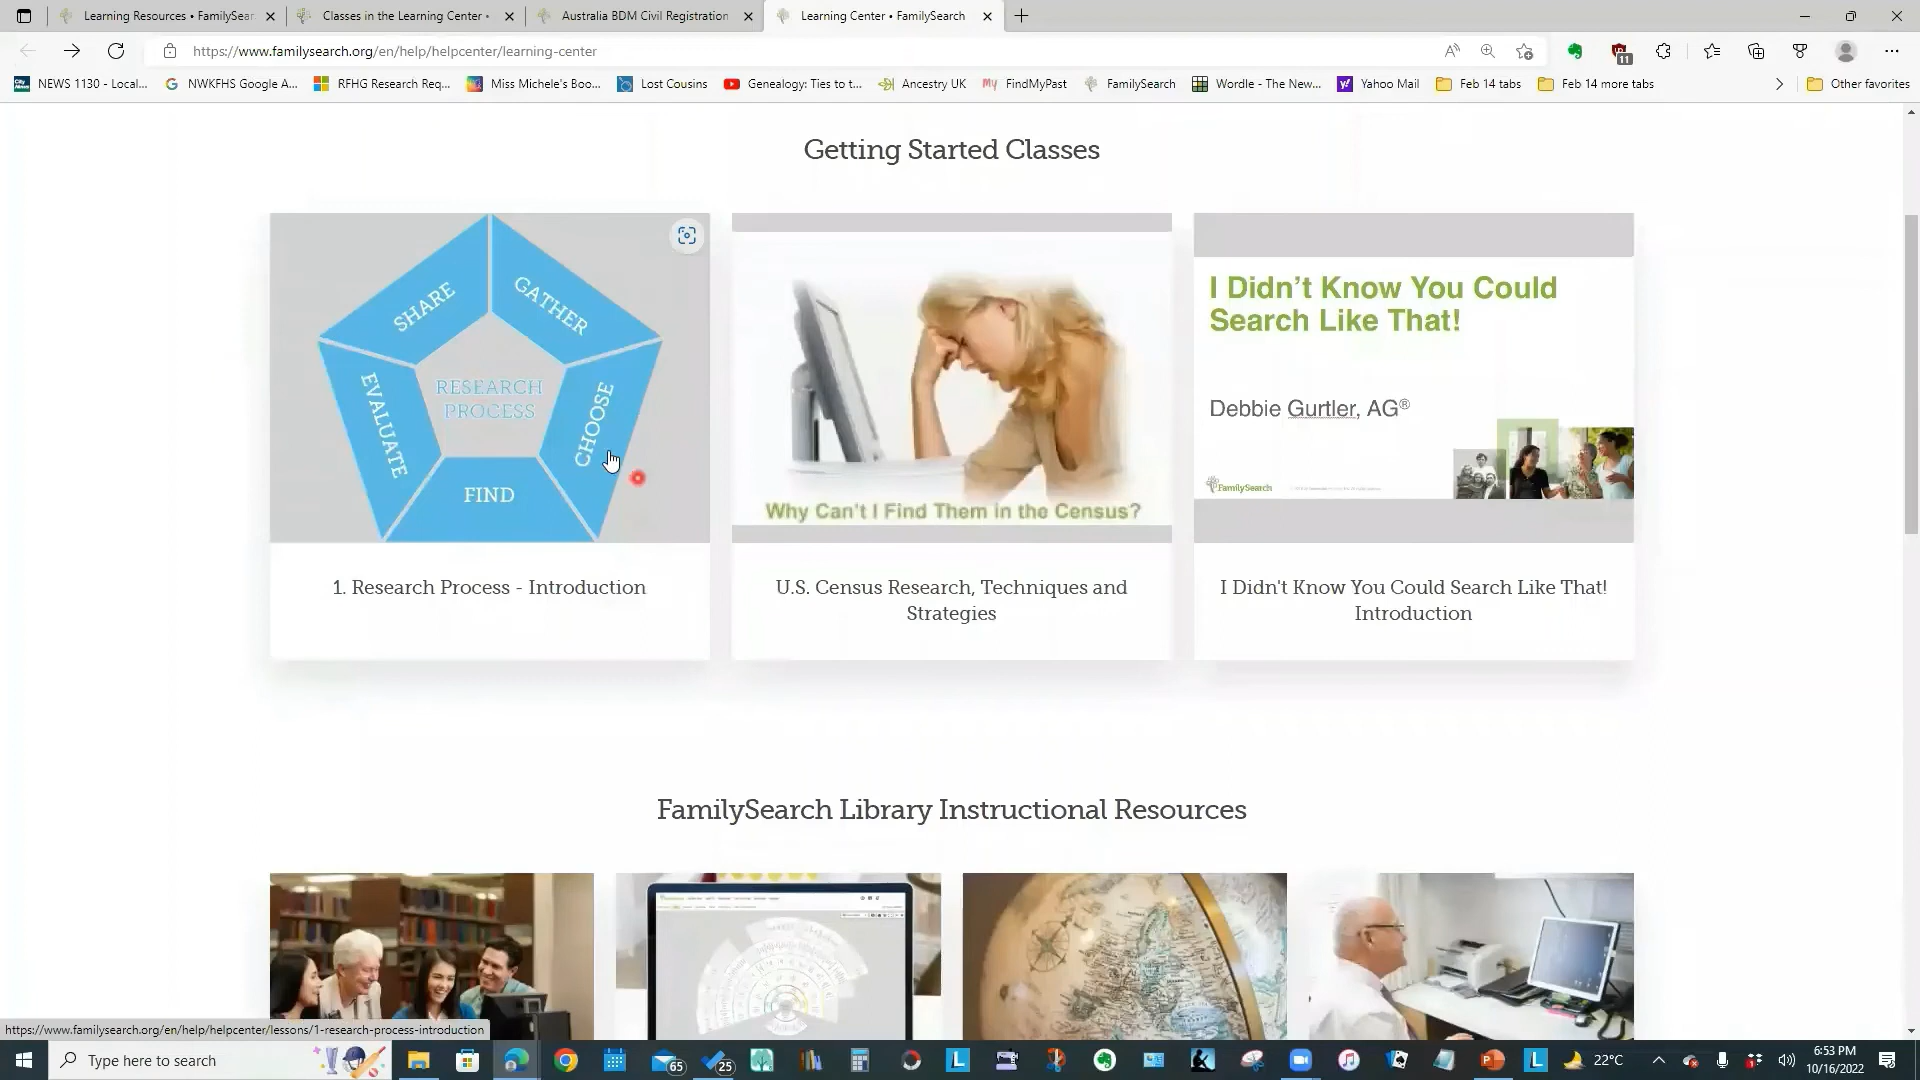 Learning Resources • FamilySear
Classes in the Learning Center •
Australia BDM Civil Registration
Learning Center • FamilySearch
https://www.familysearch.org/en/help/helpcenter/learning-center
11
NEWS 1130 - Local...
NWKFHS Google A...
RFHG Research Req...
Miss Michele's Boo...
Lost Cousins
Genealogy: Ties to t...
Ancestry UK
FindMyPast
FamilySearch
Wordle - The New...
Yahoo Mail
Feb 14 tabs
Feb 14 more tabs
Other favorites
Getting Started Classes
SHARE
GATHER
EVALUATE
RESEARCH
PROCESS
CHOOSE
FIND
Why Can't I Find Them in the Census?
I Didn't Know You Could
Search Like That!
Debbie Gurtler, AG®
FamilySearch
1. Research Process - Introduction
U.S. Census Research, Techniques and
Strategies
I Didn't Know You Could Search Like That!
Introduction
FamilySearch Library Instructional Resources
https://www.familysearch.org/en/help/helpcenter/lessons/1-research-process-introduction
Type here to search
65
25
22°C
6:53 PM
10/16/2022